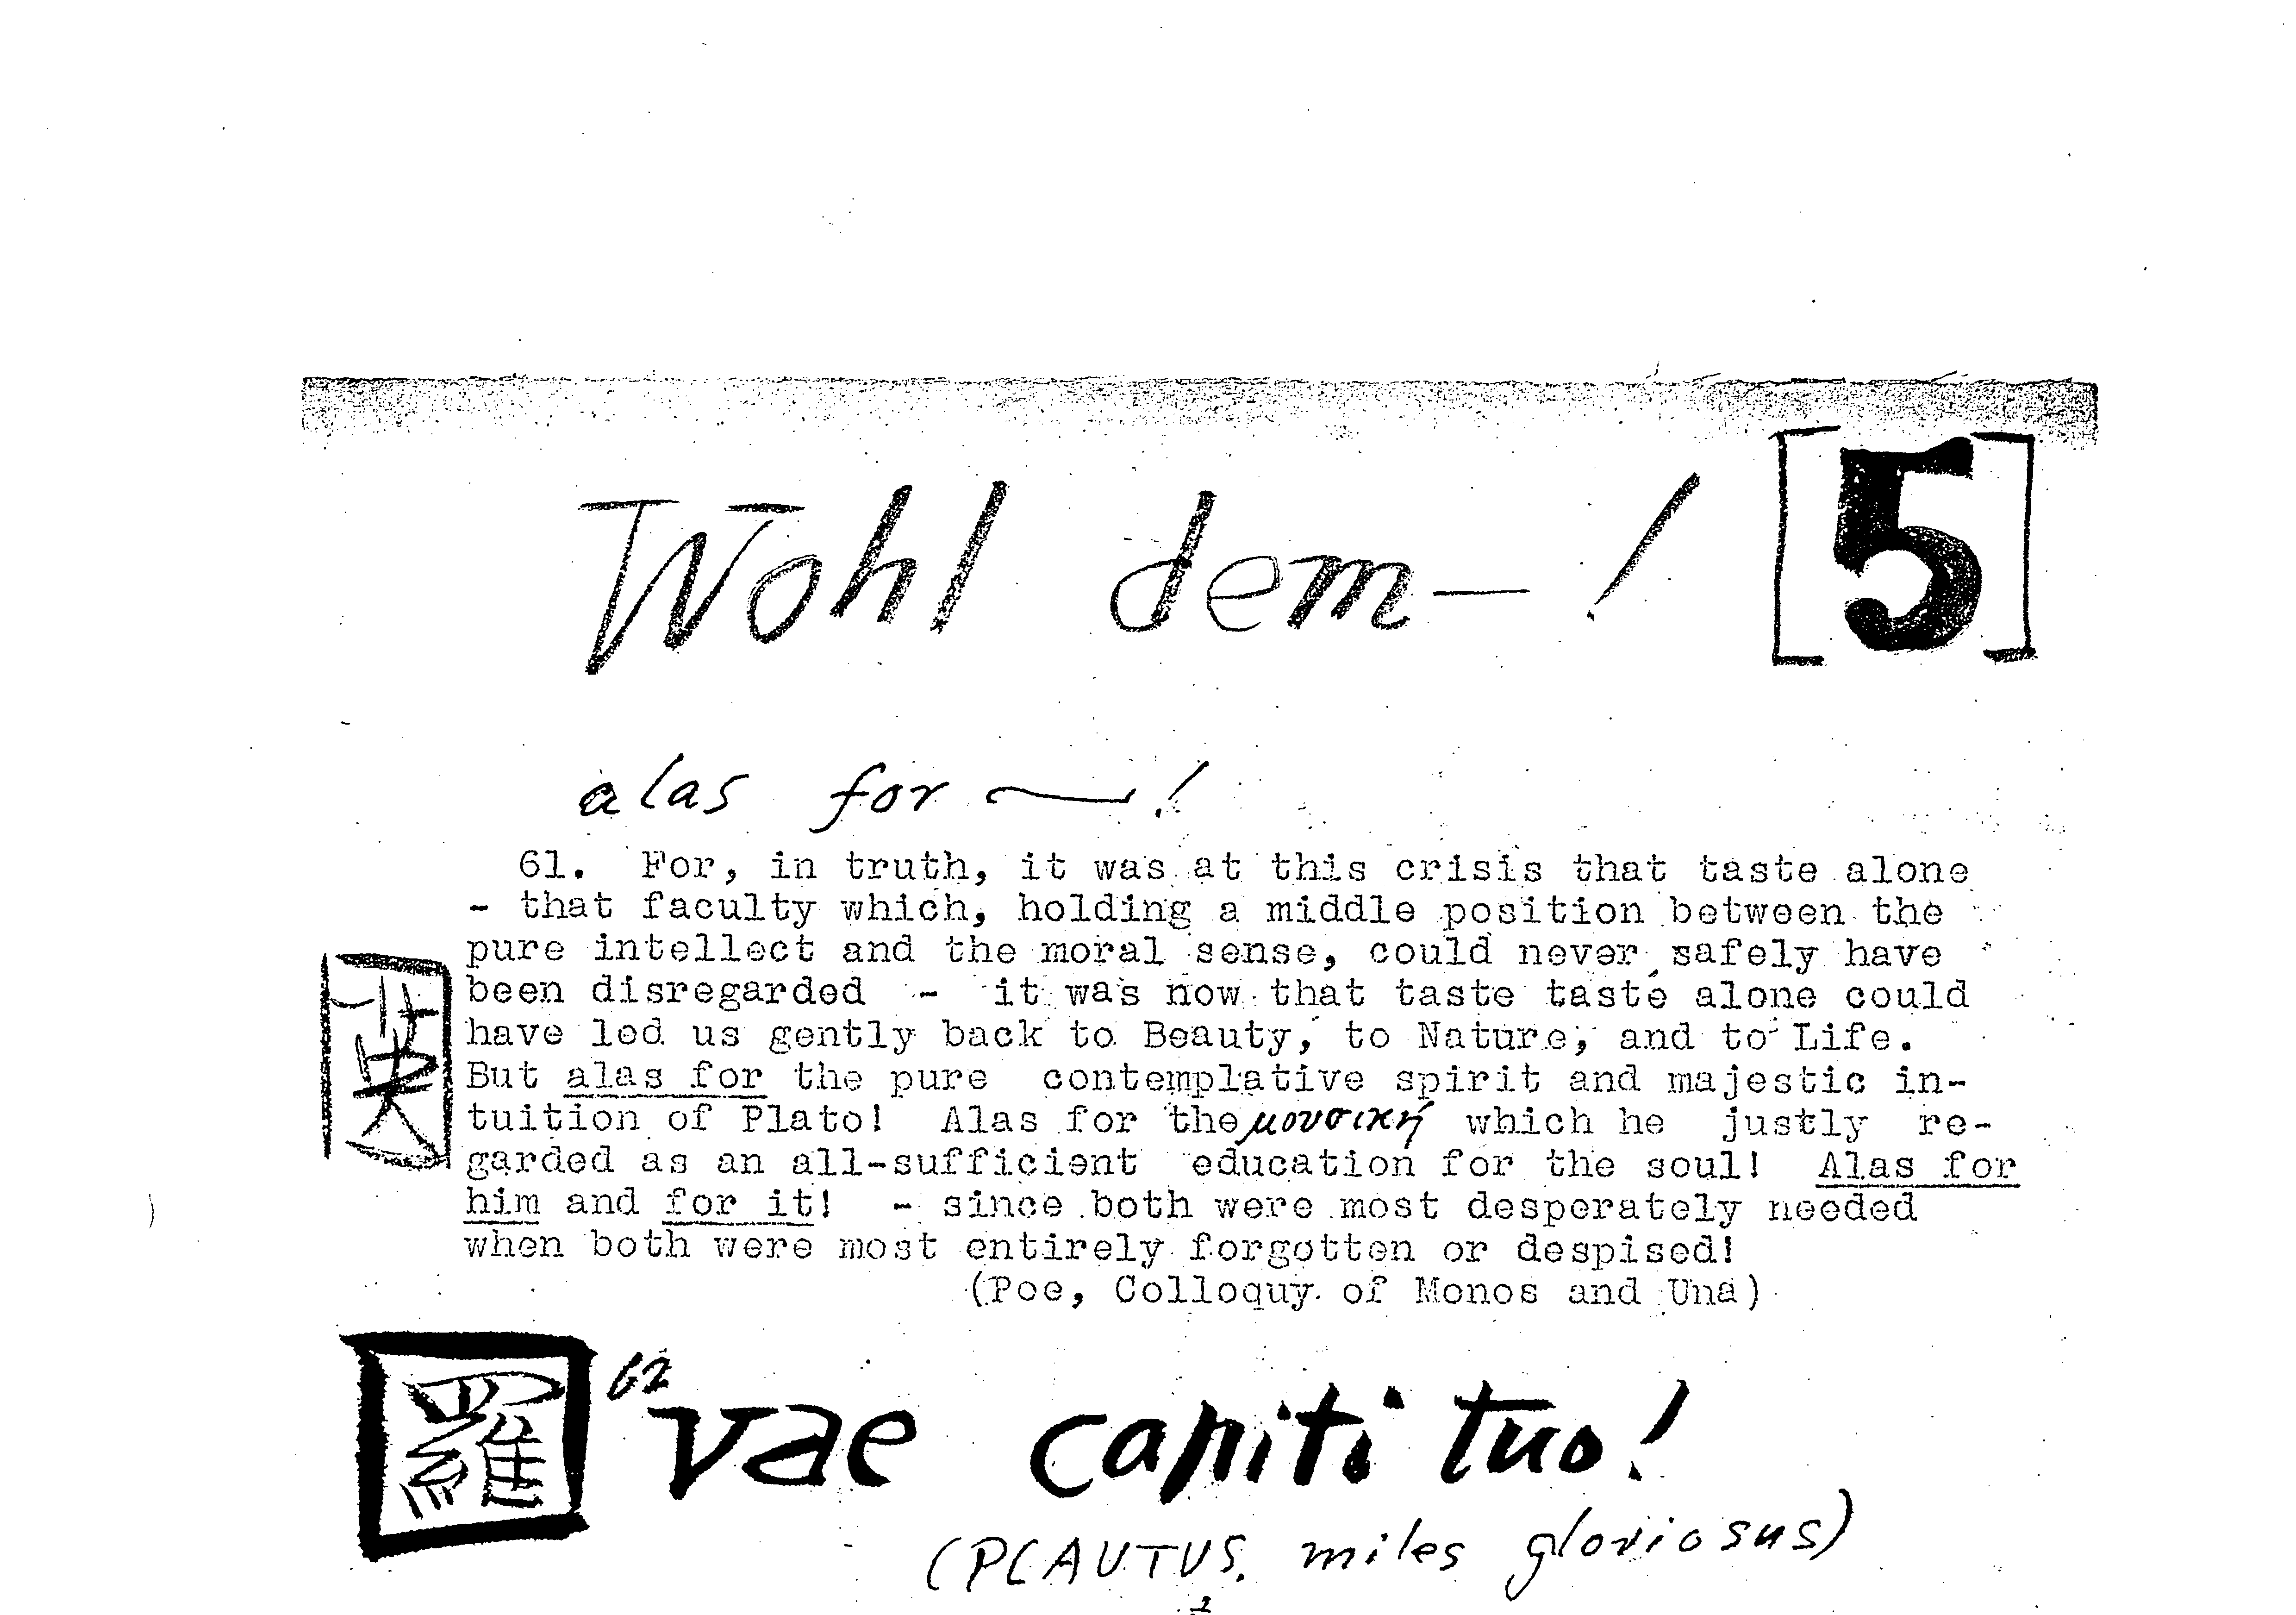 Wohl dem — ! [5]
alas for — !
61. For, in truth, it was at this crisis that taste alone
- that faculty which, holding a middle position between the
pure intellect and the moral sense, could never safely have
been disregarded - it was now that taste taste alone could
have led us gently back to Beauty, to Nature, and to Life.
But alas for the pure contemplative spirit and majestic in-
tuition of Plato! Alas for the μουσική which he justly re-
garded as an all-sufficient education for the soul! Alas for
him and for it! - since both were most desperately needed
when both were most entirely forgotten or despised!
(Poe, Colloquy of Monos and Una)
英
羅
62 vae capiti tuo!
(PLAUTUS, miles gloriosus)